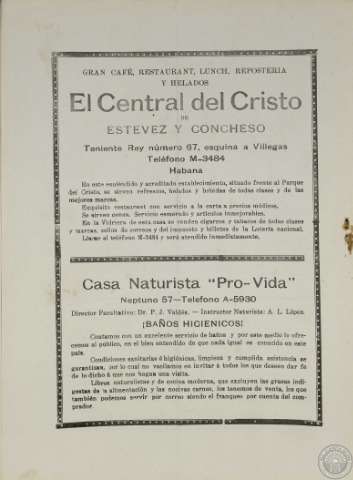 GRAN CAFÉ, RESTAURANT, LUNCH, REPOSTERIA
Y HELADOS
El Central del Cristo
DE
ESTEVEZ Y CONCHESO
Teniente Rey número 67, esquina a Villegas
Teléfono M-3484
Habana
En este espléndido y acreditado establecimiento, situado frente al Parque
del Cristo, se sirven refrescos, helados y bebidas de todas clases y de las
mejores marcas.
Exquisito restaurant con servicio a la carta a precios módicos.
Se sirven cenas. Servicio esmerado y artículos inmejorables.
En la Vidriera de esta casa se venden cigarros y tabacos de todas clases
y marcas, sellos de correos y del impuesto y billetes de la Lotería nacional.
Llame al teléfono M-3484 y será atendido inmediatamente.
Casa Naturista "Pro-Vida"
Neptuno 57—Telefono A-5930
Director Facultativo: Dr. P. J. Valdés. — Instructor Naturista: A. L. López.
¡BAÑOS HIGIENICOS!
Contamos con un excelente servicio de baños y por este medio lo ofre-
cemos al público, en el bien entendido de que nada igual es conocido en este
país.
Condiciones sanitarias é higiénicas, limpieza y cumplida asistencia se
garantizan, por lo cual no vacilamos en invitar á todos los que deseen dar fé
de lo dicho á que nos hagan una visita.
Libros naturalistas y de cocina moderna, que excluyen las grasas indi-
gestas de la alimentación y las nocivas carnes, los tenemos de venta, los que
también podemos servir por correo siendo el franqueo por cuenta del com-
prador.